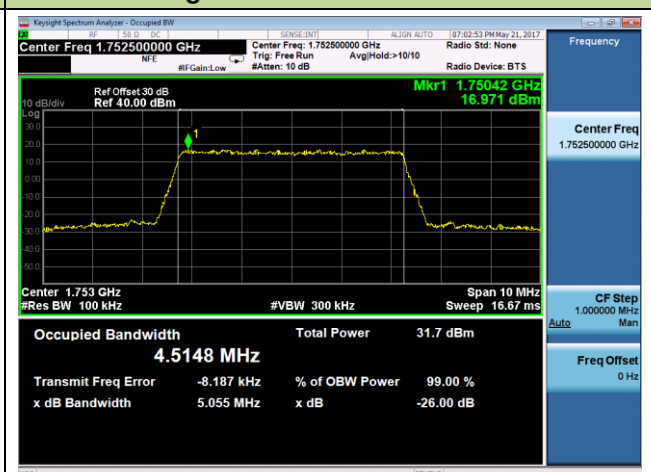 Keysight Spectrum Analyzer - Occupied BW
RF 50 Ω DC SENSE:INT ALIGN AUTO 07:02:53 PM May 21, 2017
Center Freq 1.752500000 GHz
NFE
#IFGain:Low
Center Freq: 1.752500000 GHz
Trig: Free Run Avg|Hold:>10/10
#Atten: 10 dB
Radio Std: None
Radio Device: BTS
Frequency
Ref Offset 30 dB
10 dB/div Ref 40.00 dBm
Mkr1 1.75042 GHz
16.971 dBm
Log
30.0
20.0
10.0
0.00
-10.0
-20.0
-30.0
-40.0
-50.0
1
Center 1.753 GHz Span 10 MHz
#Res BW 100 kHz #VBW 300 kHz Sweep 16.67 ms
Occupied Bandwidth Total Power 31.7 dBm
4.5148 MHz
Transmit Freq Error -8.187 kHz % of OBW Power 99.00 %
x dB Bandwidth 5.055 MHz x dB -26.00 dB
Center Freq
1.752500000 GHz
CF Step
1.000000 MHz
Auto Man
Freq Offset
0 Hz